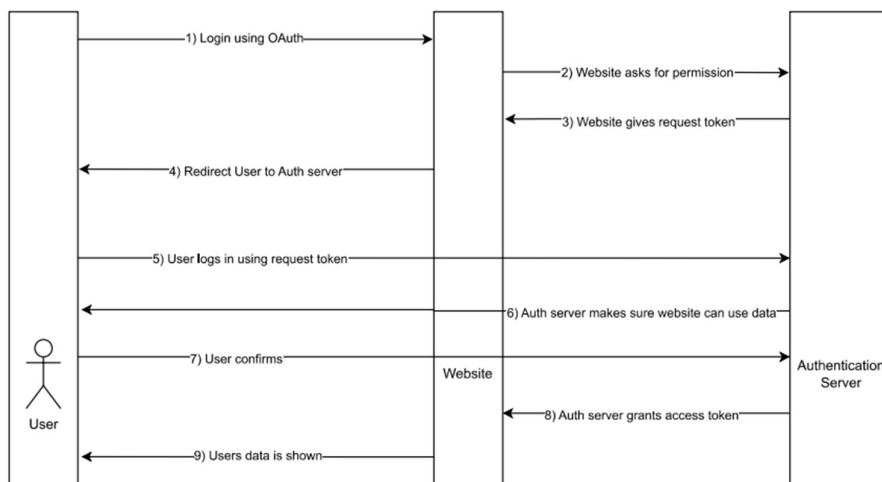 1) Login using OAuth
2) Website asks for permission
3) Website gives request token
4) Redirect User to Auth server
5) User logs in using request token
6) Auth server makes sure website can use data
7) User confirms
Website
Authentication
Server
8) Auth server grants access token
User
9) Users data is shown